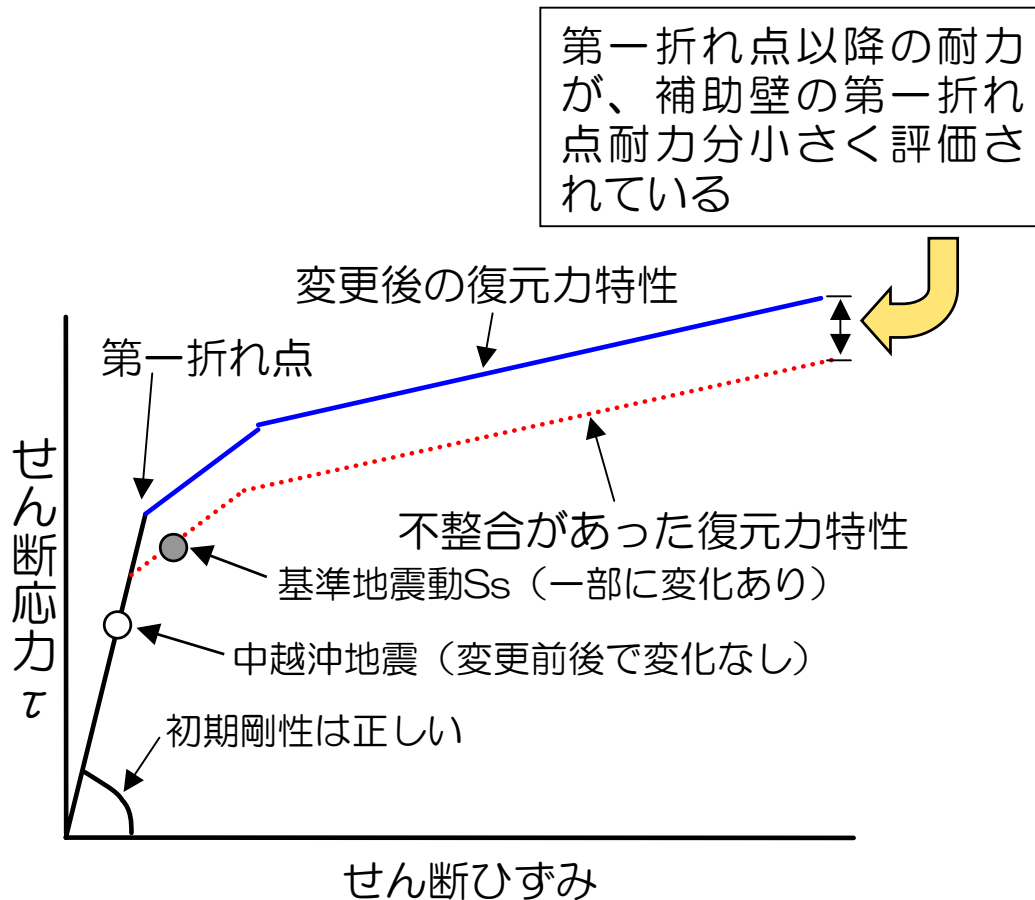 第一折れ点以降の耐力
が、補助壁の第一折れ
点耐力分小さく評価さ
れている
変更後の復元力特性
第一折れ点
不整合があった復元力特性
基準地震動Ss（一部に変化あり）
中越沖地震（変更前後で変化なし）
初期剛性は正しい
せん断応力 τ
せん断ひずみ